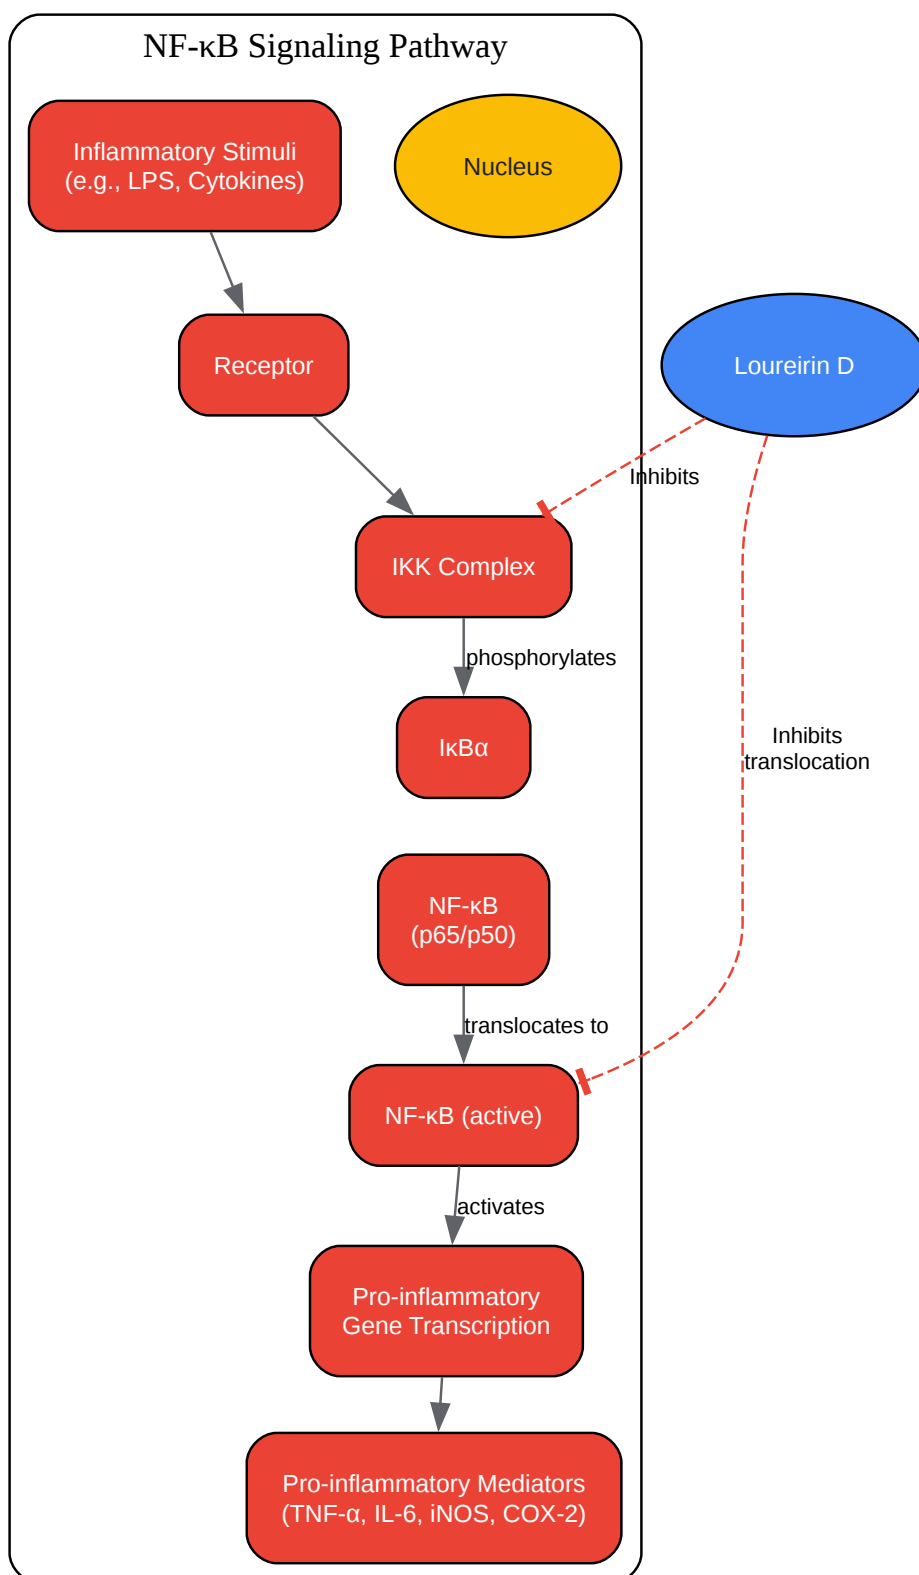 NF-κB Signaling Pathway
Inflammatory Stimuli
(e.g., LPS, Cytokines)
Nucleus
Receptor
Loureirin D
Inhibits
IKK Complex
phosphorylates
IκBα
Inhibits
translocation
NF-κB
(p65/p50)
translocates to
NF-κB (active)
activates
Pro-inflammatory
Gene Transcription
Pro-inflammatory Mediators
(TNF-α, IL-6, iNOS, COX-2)